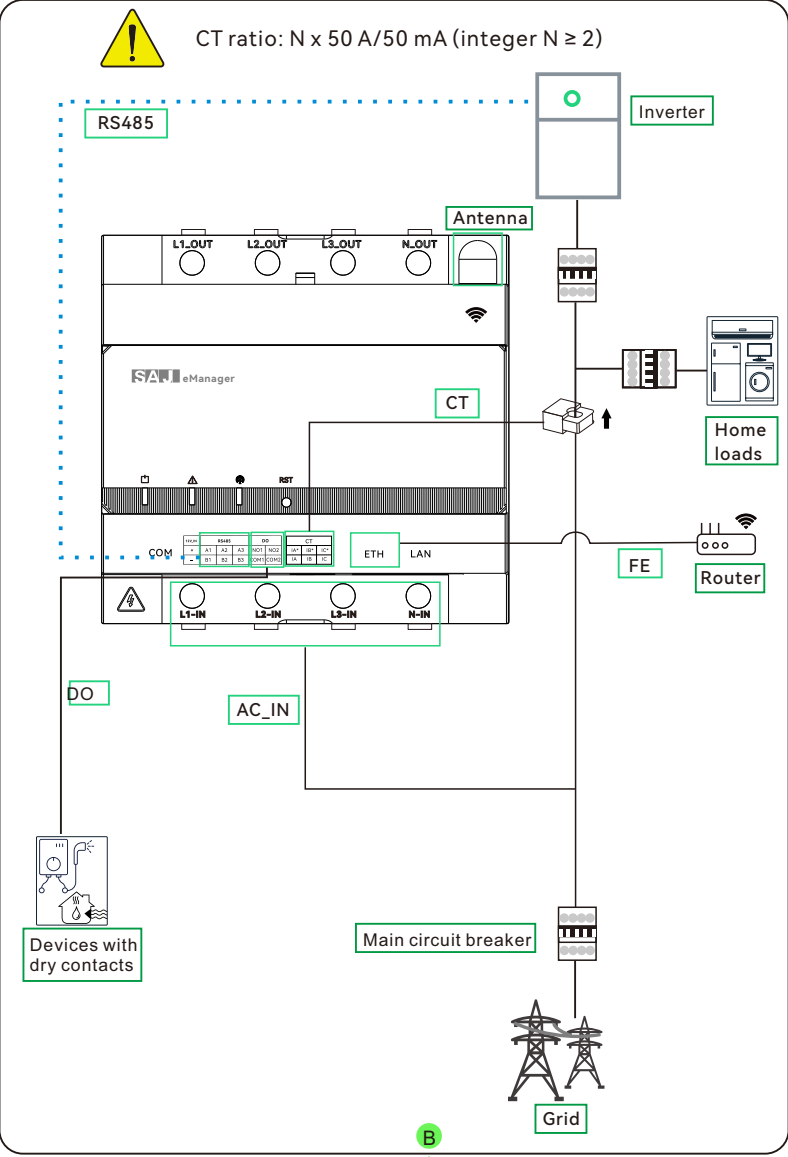 CT ratio: N x 50 A/50 mA (integer N ≥ 2)
RS485
Inverter
Antenna
L1_OUT L2_OUT L3_OUT N_OUT
SAJ eManager
CT
Home
loads
RST
COM
+12V_IN RS485 DO CT
+ A1 A2 A3 NO1 NO2 IA* IB* IC*
- B1 B2 B3 COM1 COM2 IA IB IC
ETH LAN
FE
Router
L1-IN L2-IN L3-IN N-IN
DO
AC_IN
Devices with
dry contacts
Main circuit breaker
Grid
B